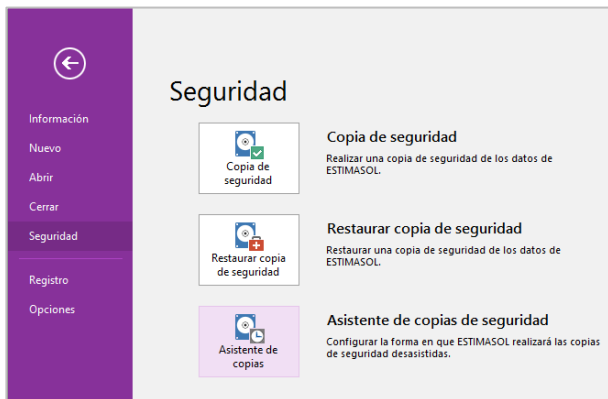 Seguridad
Información
Nuevo
Abrir
Cerrar
Seguridad
Registro
Opciones
Copia de
seguridad
Copia de seguridad
Realizar una copia de seguridad de los datos de
ESTIMASOL.
Restaurar copia
de seguridad
Restaurar copia de seguridad
Restaurar una copia de seguridad de los datos de
ESTIMASOL.
Asistente de
copias
Asistente de copias de seguridad
Configurar la forma en que ESTIMASOL realizará las copias
de seguridad desasistidas.